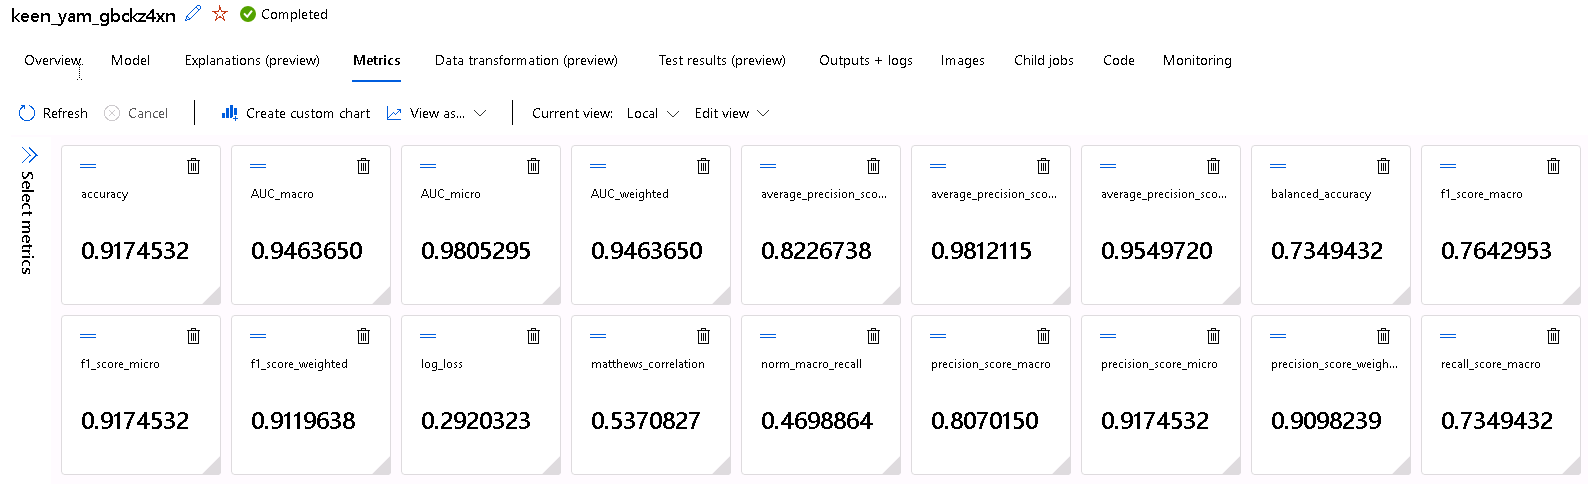 keen_yam_gbckz4xn Completed
Overview Model Explanations (preview) Metrics Data transformation (preview) Test results (preview) Outputs + logs Images Child jobs Code Monitoring
Refresh Cancel Create custom chart View as... Current view: Local Edit view
Select metrics
accuracy AUC_macro AUC_micro AUC_weighted average_precision_sco... average_precision_sco... average_precision_sco... balanced_accuracy f1_score_macro
0.9174532 0.9463650 0.9805295 0.9463650 0.8226738 0.9812115 0.9549720 0.7349432 0.7642953
f1_score_micro f1_score_weighted log_loss matthews_correlation norm_macro_recall precision_score_macro precision_score_micro precision_score_weigh... recall_score_macro
0.9174532 0.9119638 0.2920323 0.5370827 0.4698864 0.8070150 0.9174532 0.9098239 0.7349432